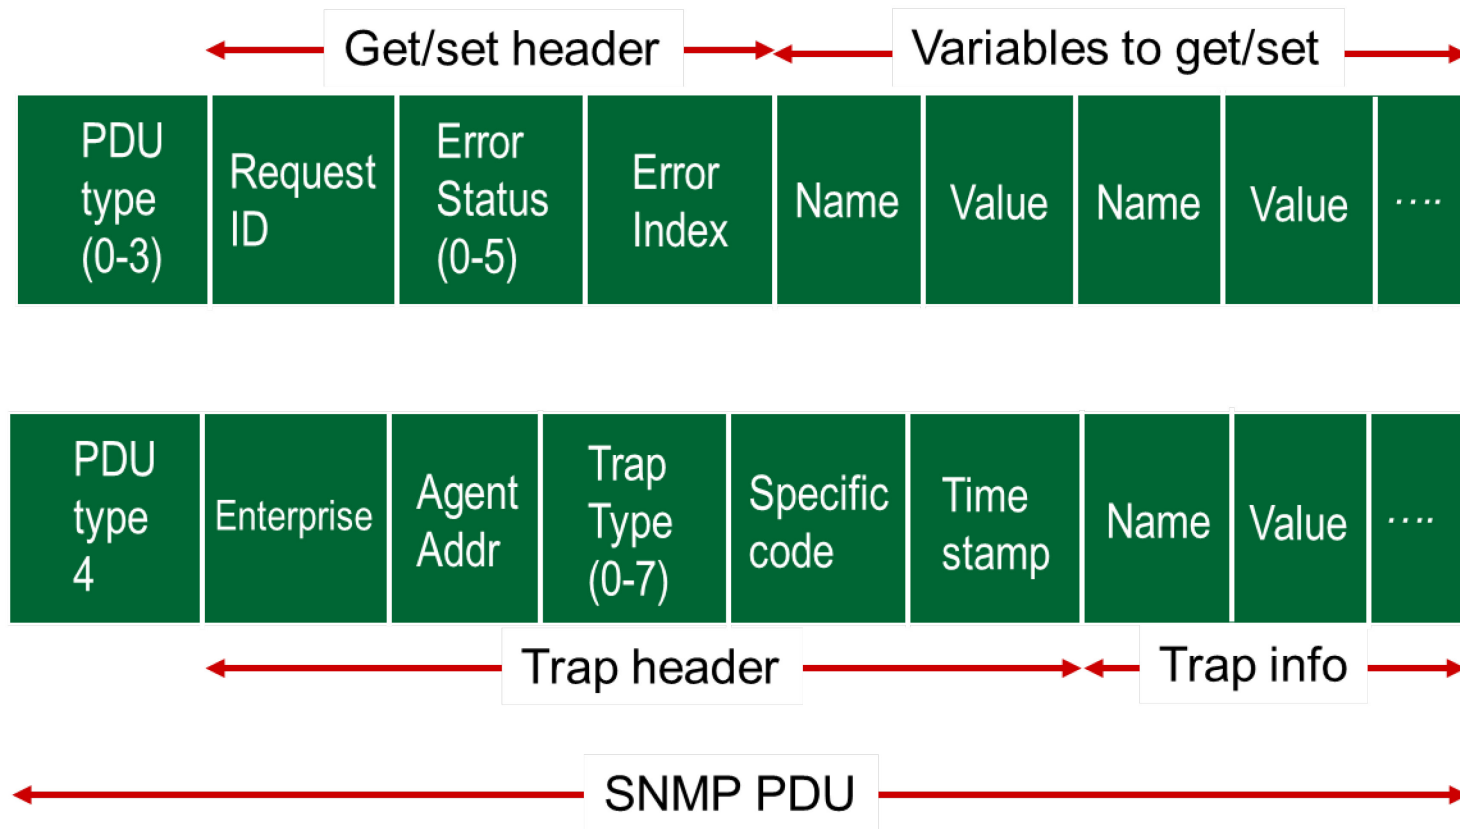 Get/set header
Variables to get/set
PDU
type
(0-3)
Request
ID
Error
Status
(0-5)
Error
Index
Name
Value
Name
Value
....
PDU
type
4
Enterprise
Agent
Addr
Trap
Type
(0-7)
Specific
code
Time
stamp
Name
Value
....
Trap header
Trap info
SNMP PDU